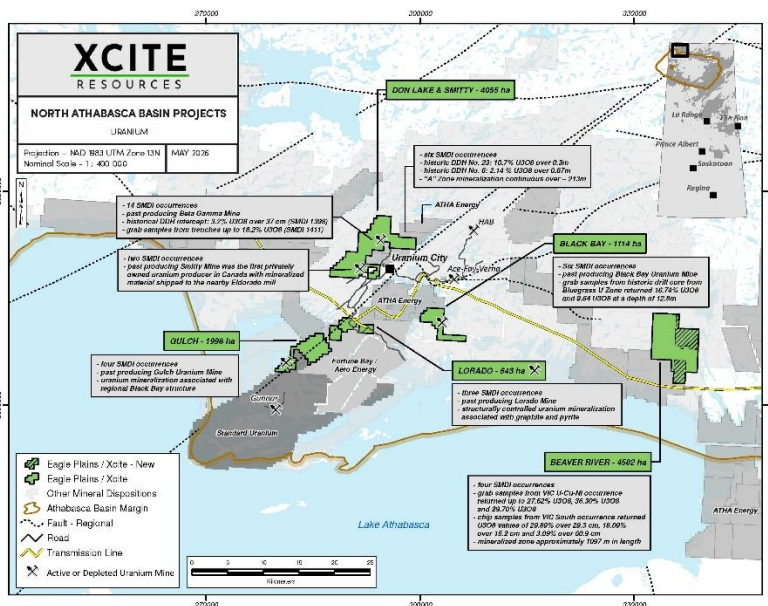 270000
300000
330000
XCITE
RESOURCES
NORTH ATHABASCA BASIN PROJECTS
URANIUM
Projection - NAD 1983 UTM Zone 13N
Nominal Scale - 1: 400 000
MAY 2026
N
DON LAKE & SMITTY - 4055 ha
- six SMDI occurrences
- historic DDH No. 23: 10.7% U3O8 over 0.3m
- historic DDH No. 6: 2.14 % U3O8 over 0.67m
- "A" Zone mineralization continuous over ~213m
- 14 SMDI occurrences
- past producing Beta Gamma Mine
- historical DDH intercept: 3.2% U3O8 over 37 cm (SMDI 1398)
- grab samples from trenches up to 18.2% U3O8 (SMDI 1411)
- two SMDI occurrences
- past producing Smitty Mine was the first privately
owned uranium producer in Canada with mineralized
material shipped to the nearby Eldorado mill
ATHA Energy
HAB
Uranium City
Ace-Fay-Verna
ATHA Energy
BLACK BAY - 1114 ha
- Six SMDI occurrences
- past producing Black Bay Uranium Mine
- grab samples from historic drill core from
Bluegrass U Zone returned 16.74% U3O8
and 9.64 U3O8 at a depth of 12.8m
La Ronge
Flin Flon
Prince Albert
Saskatoon
Regina
GULCH - 1996 ha
- four SMDI occurrences
- past producing Gulch Uranium Mine
- uranium mineralization associated with
regional Black Bay structure
Fortune Bay /
Aero Energy
Gunnar
Standard Uranium
LORADO - 643 ha
- three SMDI occurrences
- past producing Lorado Mine
- structurally controlled uranium mineralization
associated with graphite and pyrite
BEAVER RIVER - 4502 ha
- four SMDI occurrences
- grab samples from VIC U-Cu-Ni occurrence
returned up to 27.62% U3O8, 36.30% U3O8
and 29.70% U3O8
- chip samples from VIC South occurrence returned
U3O8 values of 29.89% over 29.3 cm, 18.09%
over 15.2 cm and 3.09% over 60.9 cm
- mineralized zone approximately 1097 m in length
ATHA Energy
Lake Athabasca
Eagle Plains / Xcite - New
Eagle Plains / Xcite
Other Mineral Dispositions
Athabasca Basin Margin
Fault - Regional
Road
Transmission Line
Active or Depleted Uranium Mine
0 5 10 15 20 25
Kilometers
270000
300000
330000